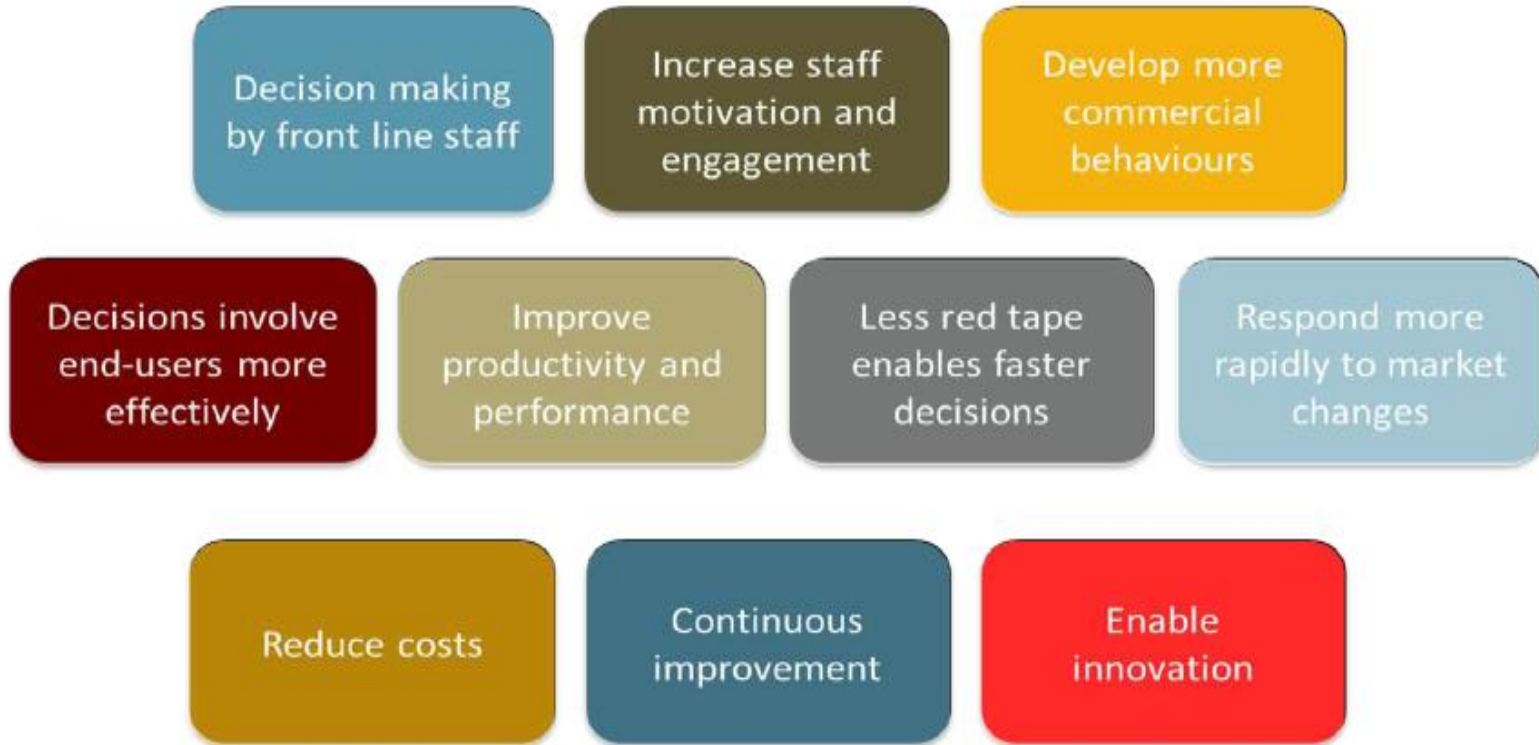 Decision making
by front line staff
Increase staff
motivation and
engagement
Develop more
commercial
behaviours
Decisions involve
end-users more
effectively
Improve
productivity and
performance
Less red tape
enables faster
decisions
Respond more
rapidly to market
changes
Reduce costs
Continuous
improvement
Enable
innovation